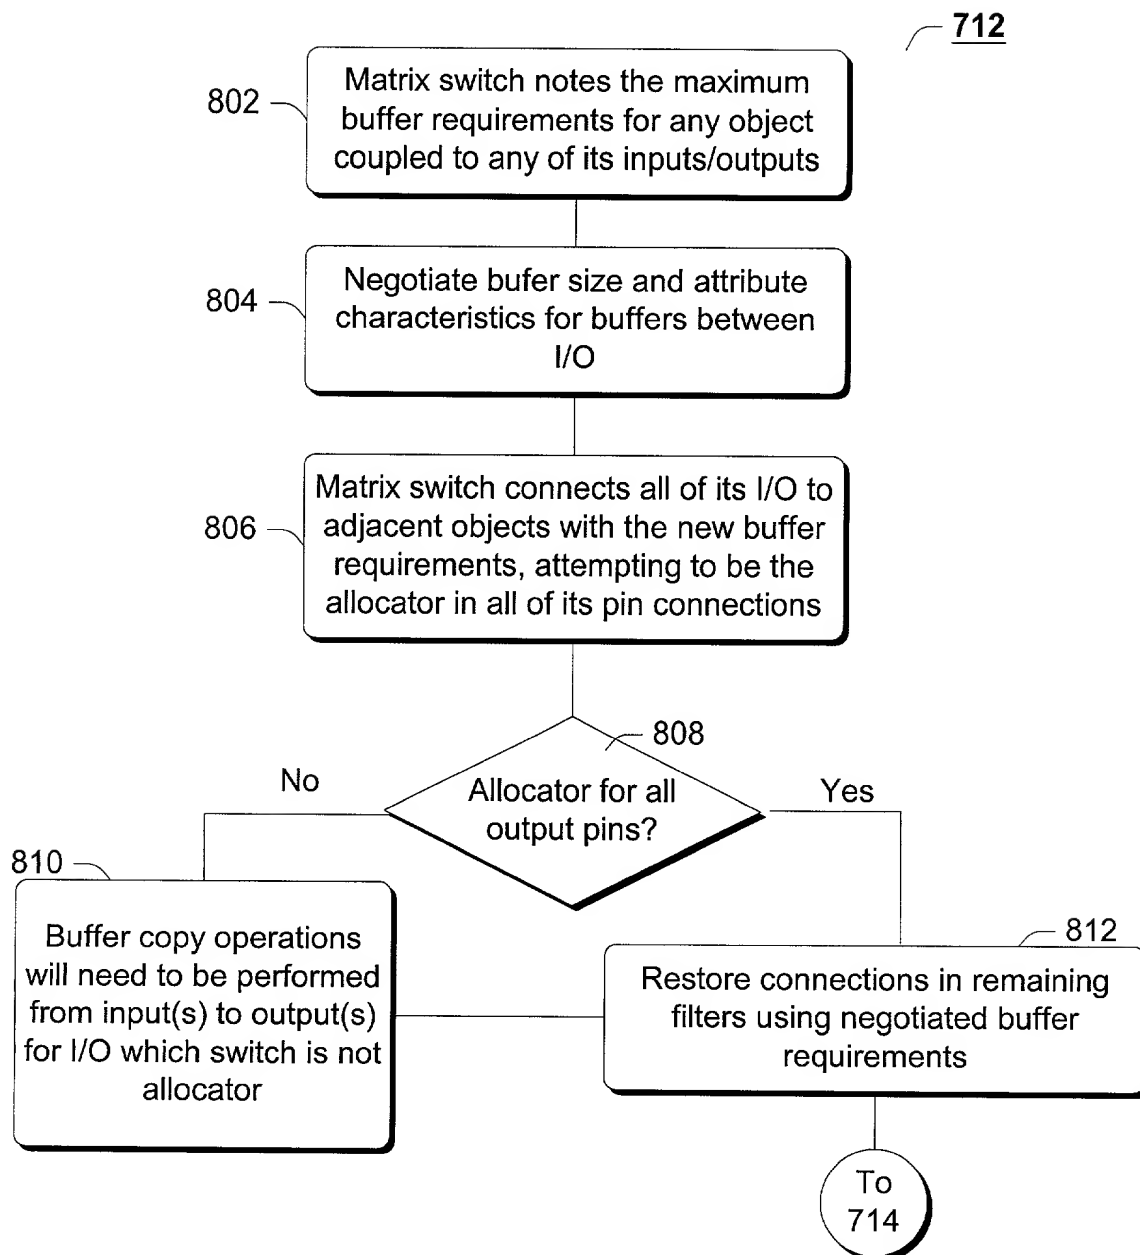 712
802
Matrix switch notes the maximum
buffer requirements for any object
coupled to any of its inputs/outputs
804
Negotiate bufer size and attribute
characteristics for buffers between
I/O
806
Matrix switch connects all of its I/O to
adjacent objects with the new buffer
requirements, attempting to be the
allocator in all of its pin connections
808
No
Allocator for all
output pins?
Yes
810
Buffer copy operations
will need to be performed
from input(s) to output(s)
for I/O which switch is not
allocator
812
Restore connections in remaining
filters using negotiated buffer
requirements
To
714